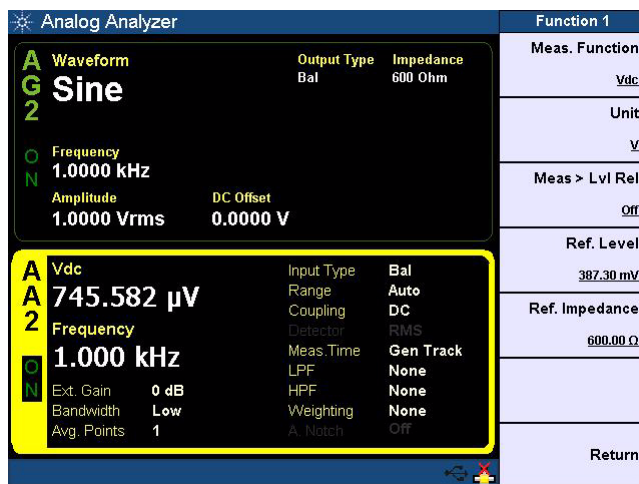 Analog Analyzer
AG2
ON
Waveform
Sine
Output Type Impedance
Bal 600 Ohm
Frequency
1.0000 kHz
Amplitude DC Offset
1.0000 Vrms 0.0000 V
AA2
ON
Vdc
745.582 µV
Frequency
1.000 kHz
Ext. Gain 0 dB
Bandwidth Low
Avg. Points 1
Input Type Bal
Range Auto
Coupling DC
Detector RMS
Meas.Time Gen Track
LPF None
HPF None
Weighting None
A. Notch Off
Function 1
Meas. Function
Vdc
Unit
V
Meas > Lvl Rel
Off
Ref. Level
387.30 mV
Ref. Impedance
600.00 Ω
Return